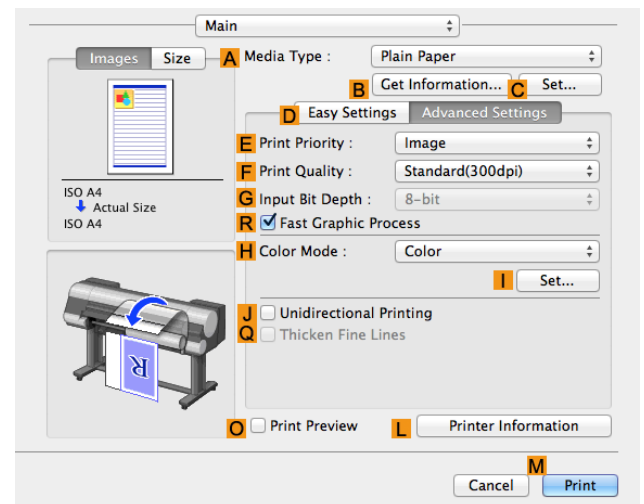 Main
Images Size A Media Type : Plain Paper
B Get Information... C Set...
D Easy Settings Advanced Settings
E Print Priority : Image
F Print Quality : Standard(300dpi)
G Input Bit Depth : 8-bit
R Fast Graphic Process
H Color Mode : Color
I Set...
J Unidirectional Printing
Q Thicken Fine Lines
ISO A4
Actual Size
ISO A4
R
O Print Preview L Printer Information
M
Cancel Print